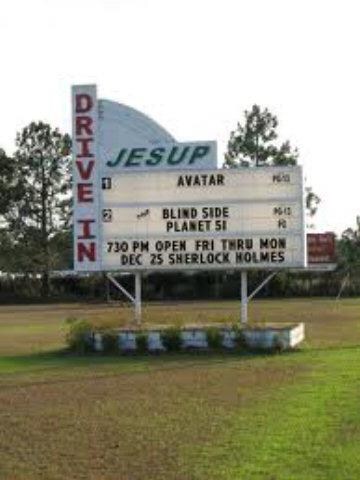 DRIVE IN
JESUP
1 AVATAR PG-13
2 BLIND SIDE PG-13
PLANET 51
730 PM OPEN FRI THRU MON
DEC 25 SHERLOCK HOLMES